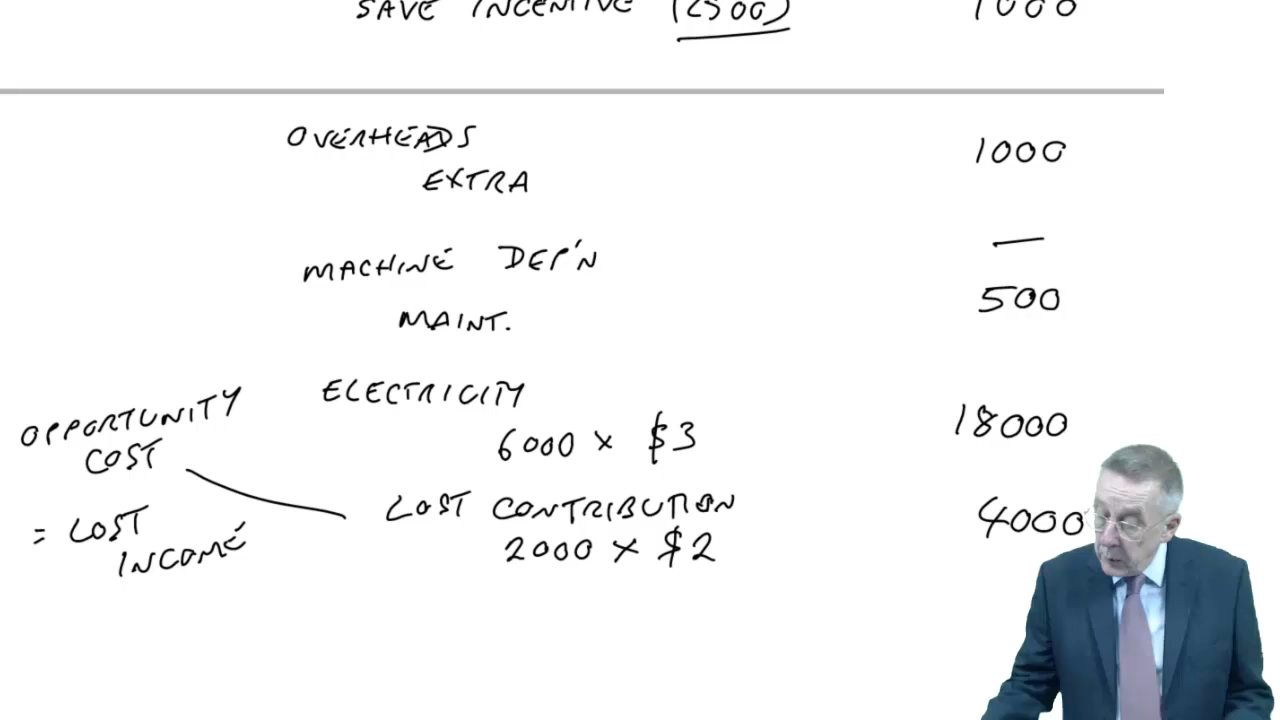 SAVE INCENTIVE (2500) 1000
OVERHEADS 1000
EXTRA
MACHINE DEP'N —
MAINT. 500
ELECTRICITY
6000 × $3 18000
OPPORTUNITY
COST
LOST CONTRIBUTION
2000 × $2 4000
= LOST
INCOME